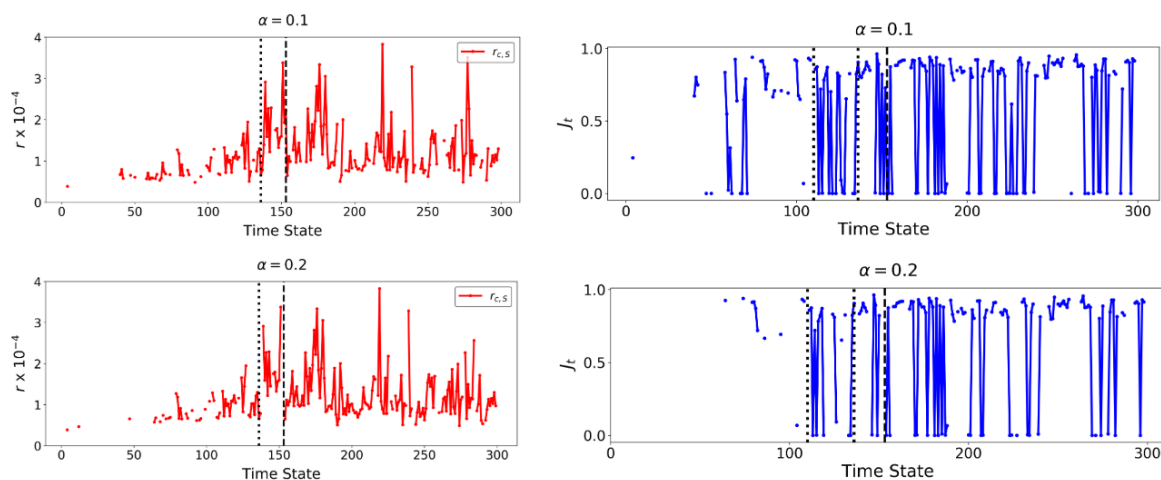 α = 0.1
r x 10⁻⁴
4
3
2
1
0
r_{c,S}
0 50 100 150 200 250 300
Time State
α = 0.1
J_t
1.0
0.5
0.0
0 100 200 300
Time State
α = 0.2
r x 10⁻⁴
4
3
2
1
0
r_{c,S}
0 50 100 150 200 250 300
Time State
α = 0.2
J_t
1.0
0.5
0.0
0 100 200 300
Time State